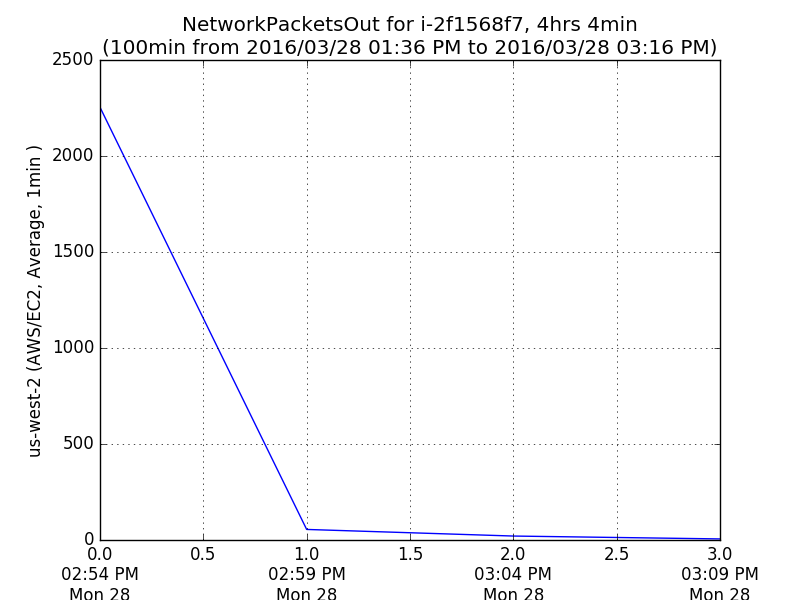 NetworkPacketsOut for i-2f1568f7, 4hrs 4min
(100min from 2016/03/28 01:36 PM to 2016/03/28 03:16 PM)
us-west-2 (AWS/EC2, Average, 1min )
2500
2000
1500
1000
500
0
0.0 0.5 1.0 1.5 2.0 2.5 3.0
02:54 PM 02:59 PM 03:04 PM 03:09 PM
Mon 28 Mon 28 Mon 28 Mon 28